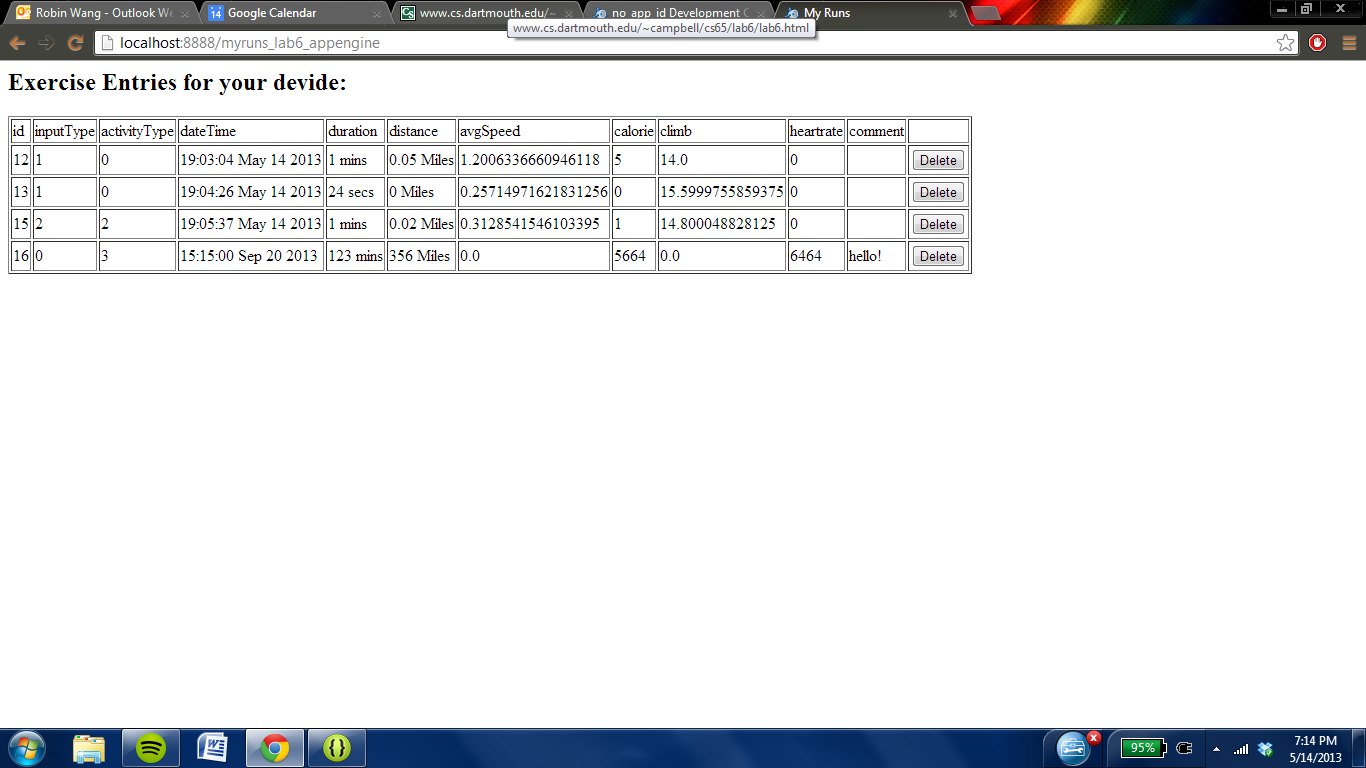 Robin Wang - Outlook We
Google Calendar
www.cs.dartmouth.edu/~
no_app_id Development C
My Runs
www.cs.dartmouth.edu/~campbell/cs65/lab6/lab6.html
localhost:8888/myruns_lab6_appengine
Exercise Entries for your devide:
id inputType activityType dateTime duration distance avgSpeed calorie climb heartrate comment
12 1 0 19:03:04 May 14 2013 1 mins 0.05 Miles 1.2006336660946118 5 14.0 0 Delete
13 1 0 19:04:26 May 14 2013 24 secs 0 Miles 0.25714971621831256 0 15.5999755859375 0 Delete
15 2 2 19:05:37 May 14 2013 1 mins 0.02 Miles 0.3128541546103395 1 14.800048828125 0 Delete
16 0 3 15:15:00 Sep 20 2013 123 mins 356 Miles 0.0 5664 0.0 6464 hello! Delete
95%
7:14 PM
5/14/2013